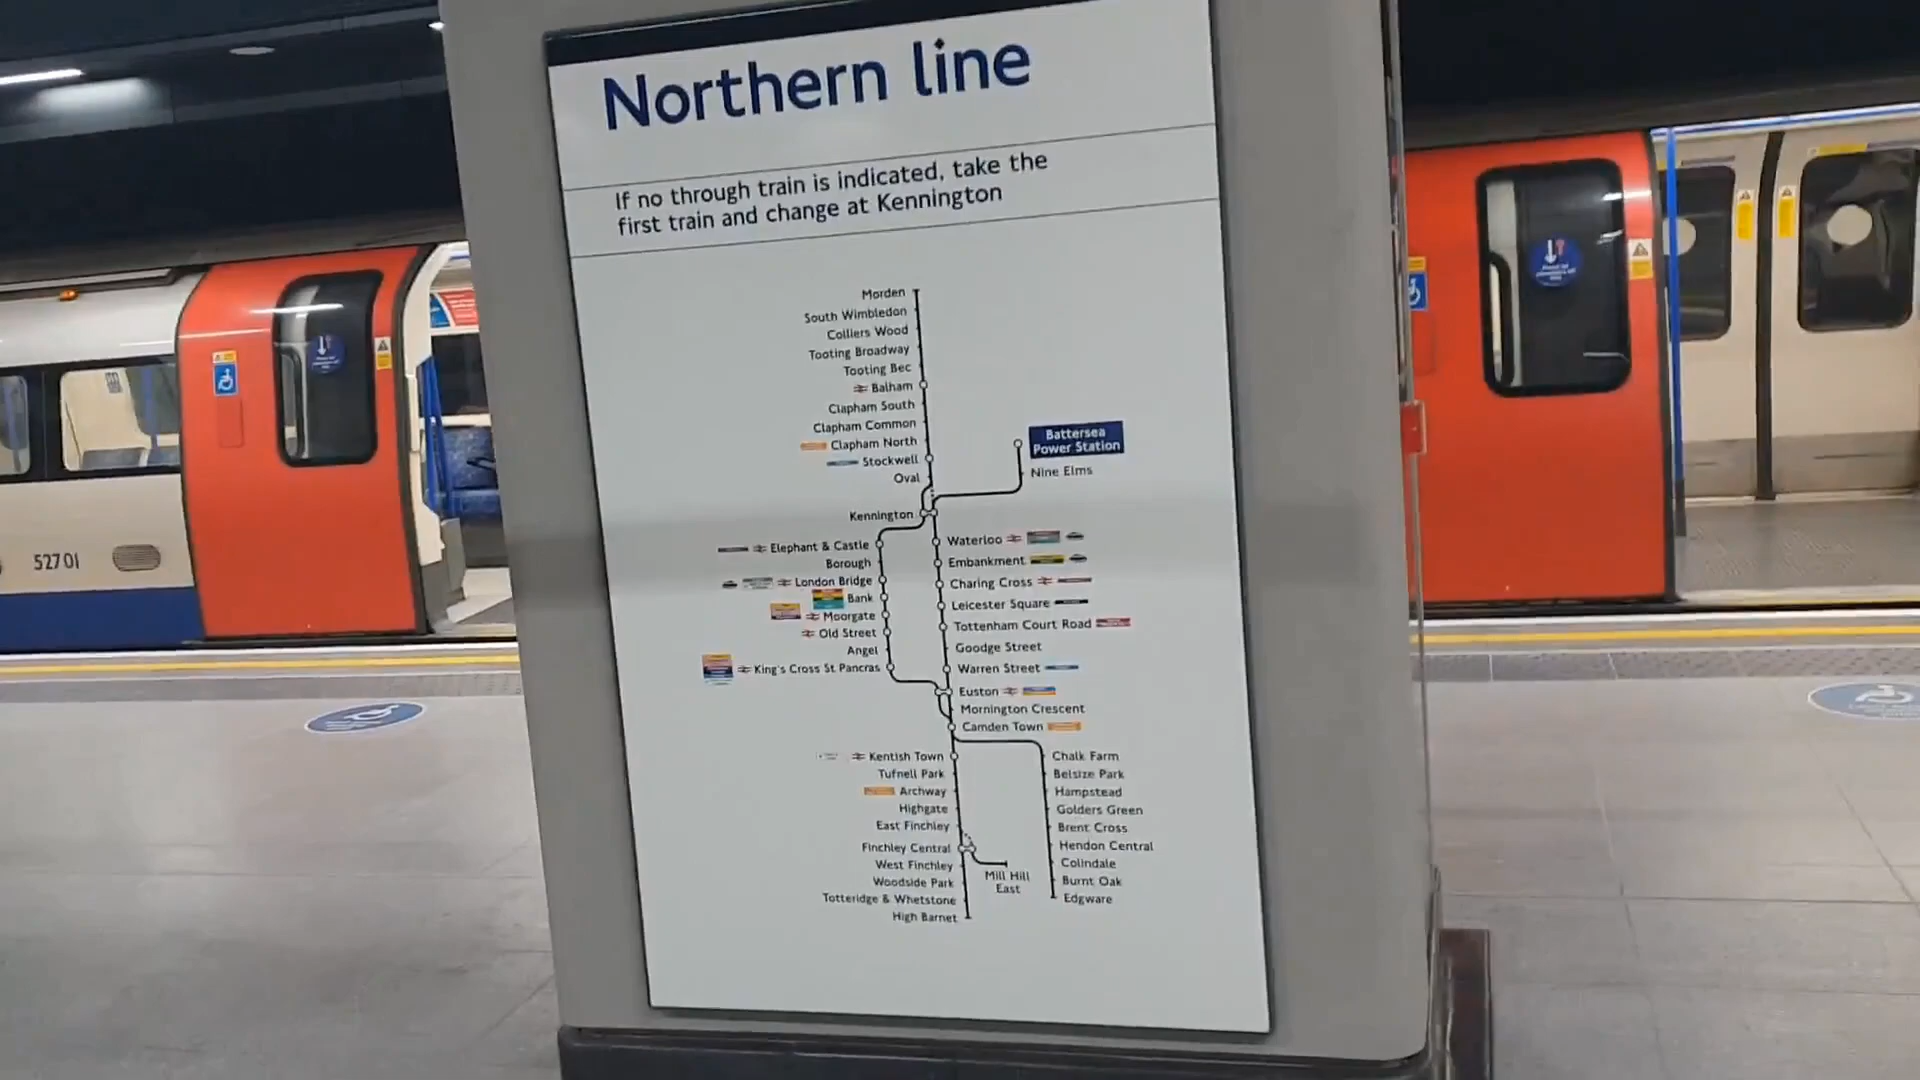 Northern line
If no through train is indicated, take the
first train and change at Kennington
Morden
South Wimbledon
Colliers Wood
Tooting Broadway
Tooting Bec
Balham
Clapham South
Clapham Common
Clapham North
Stockwell
Oval
Battersea
Power Station
Nine Elms
Kennington
Elephant & Castle
Borough
London Bridge
Bank
Moorgate
Old Street
Angel
King's Cross St Pancras
Waterloo
Embankment
Charing Cross
Leicester Square
Tottenham Court Road
Goodge Street
Warren Street
Euston
Mornington Crescent
Camden Town
Kentish Town
Tufnell Park
Archway
Highgate
East Finchley
Finchley Central
West Finchley
Woodside Park
Totteridge & Whetstone
High Barnet
Mill Hill
East
Chalk Farm
Belsize Park
Hampstead
Golders Green
Brent Cross
Hendon Central
Colindale
Burnt Oak
Edgware
52701